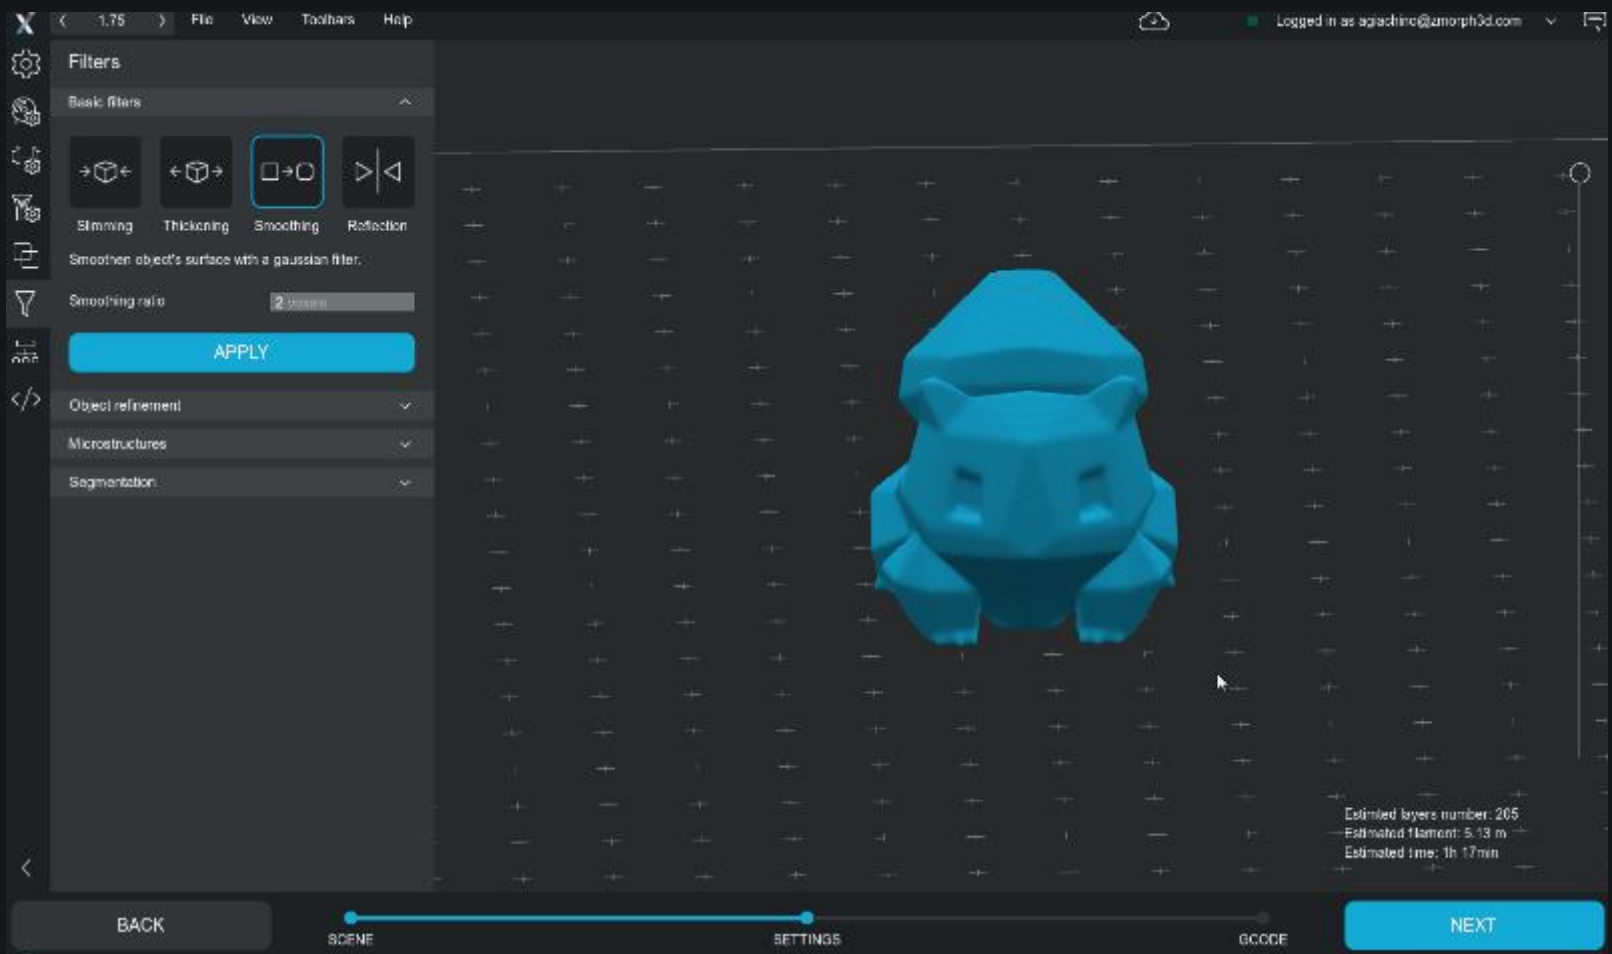 1.75 File View Toolbars Help Logged in as agiachino@zmorph3d.com
Filters
Basic filters
Slimming Thickening Smoothing Reflection
Smoothen object's surface with a gaussian filter.
Smoothing ratio 2 voxels
APPLY
Object refinement
Microstructures
Segmentation
Estimted layers number: 205
Estimated filament: 5.13 m
Estimated time: 1h 17min
BACK SCENE SETTINGS GCODE NEXT